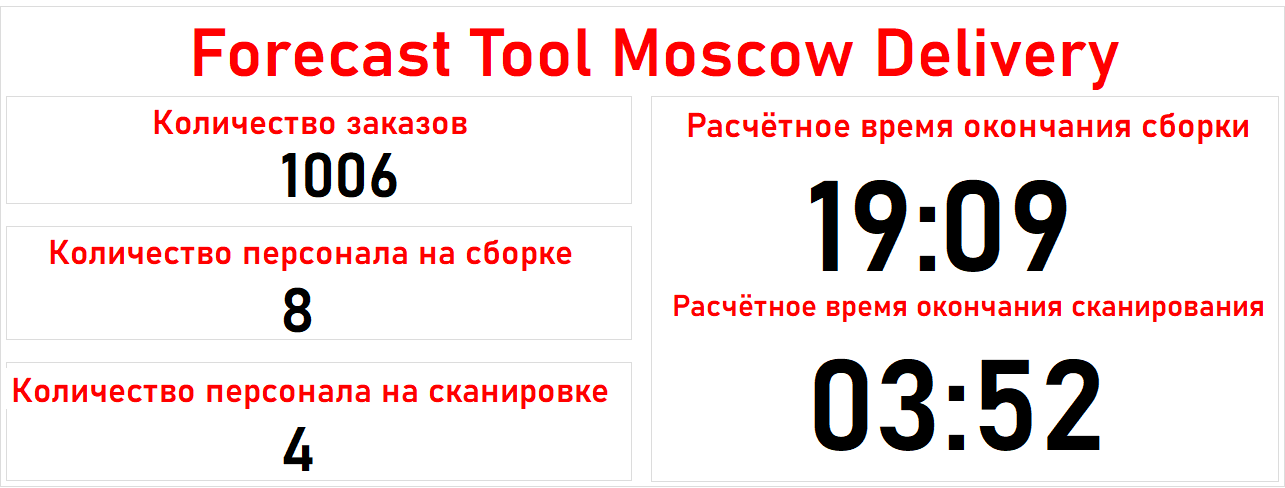 Forecast Tool Moscow Delivery
Количество заказов
1006
Количество персонала на сборке
8
Количество персонала на сканировке
4
Расчётное время окончания сборки
19:09
Расчётное время окончания сканирования
03:52